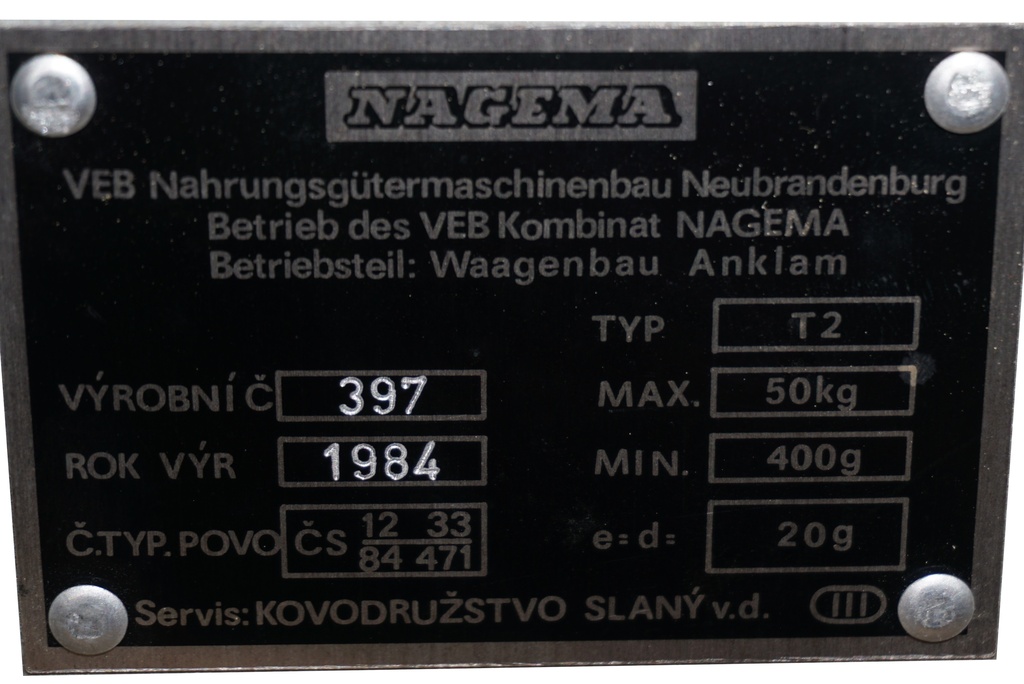 NAGEMA
VEB Nahrungsgütermaschinenbau Neubrandenburg
Betrieb des VEB Kombinat NAGEMA
Betriebsteil: Waagenbau Anklam
TYP T2
VÝROBNÍ Č 397 MAX. 50kg
ROK VÝR 1984 MIN. 400g
Č.TYP.POVO ČS 12 33 e=d= 20g
84 471
Servis: KOVODRUŽSTVO SLANÝ v.d. III